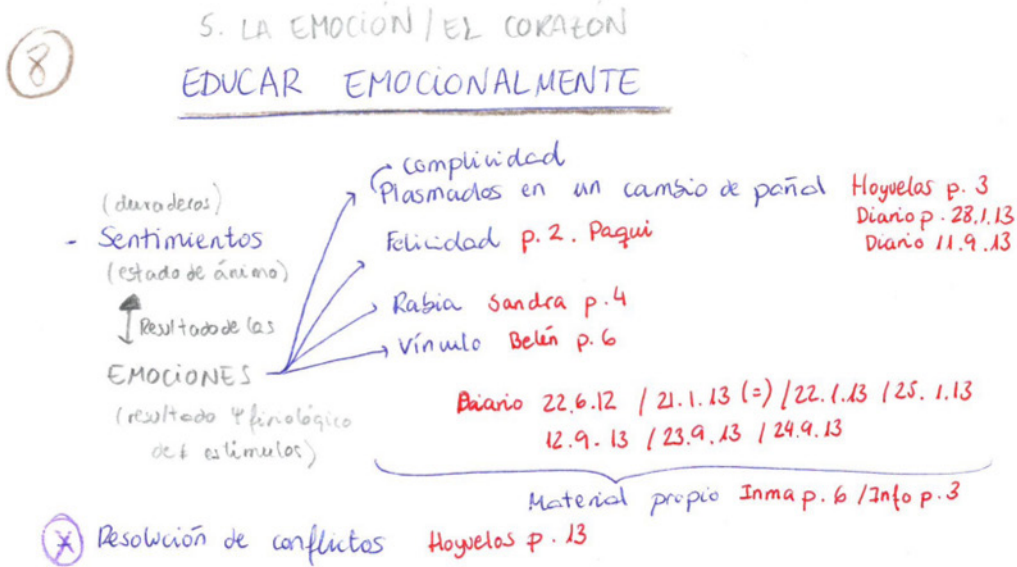 8
5. LA EMOCIÓN / EL CORAZÓN
EDUCAR EMOCIONALMENTE
complicidad
Plasmados en un cambio de pañal Hoyuelos p. 3
(duraderos) Diario p. 28.1.13
- Sentimientos Felicidad p. 2. Paqui Diario 11.9.13
(estado de ánimo)
Resultado de las Rabia Sandra p. 4
Vínculo Belén p. 6
EMOCIONES
(resultado Ψ fisiológico Diario 22.6.12 / 21.1.13 (=) / 22.1.13 / 25.1.13
de estímulos) 12.9.13 / 23.9.13 / 24.9.13
Material propio Inma p. 6 / Info p. 3
Resolución de conflictos Hoyuelos p. 13